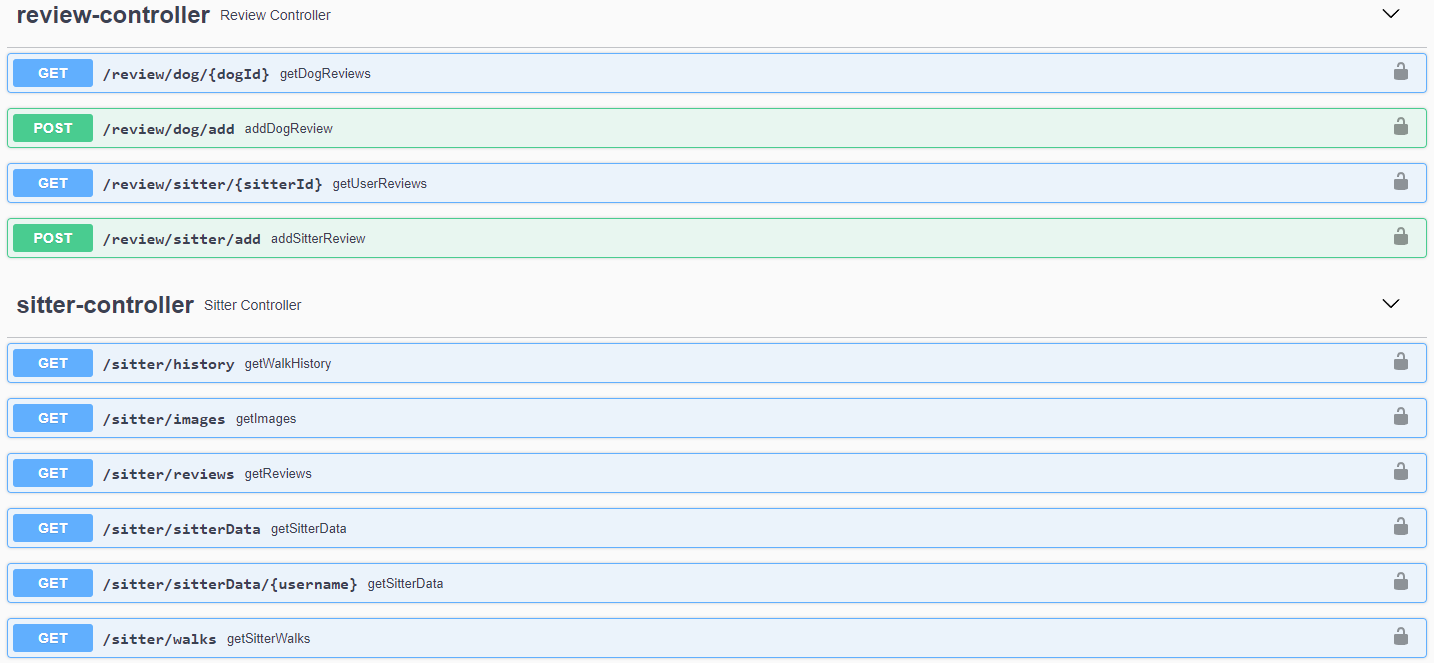 review-controller Review Controller
GET /review/dog/{dogId} getDogReviews
POST /review/dog/add addDogReview
GET /review/sitter/{sitterId} getUserReviews
POST /review/sitter/add addSitterReview
sitter-controller Sitter Controller
GET /sitter/history getWalkHistory
GET /sitter/images getImages
GET /sitter/reviews getReviews
GET /sitter/sitterData getSitterData
GET /sitter/sitterData/{username} getSitterData
GET /sitter/walks getSitterWalks